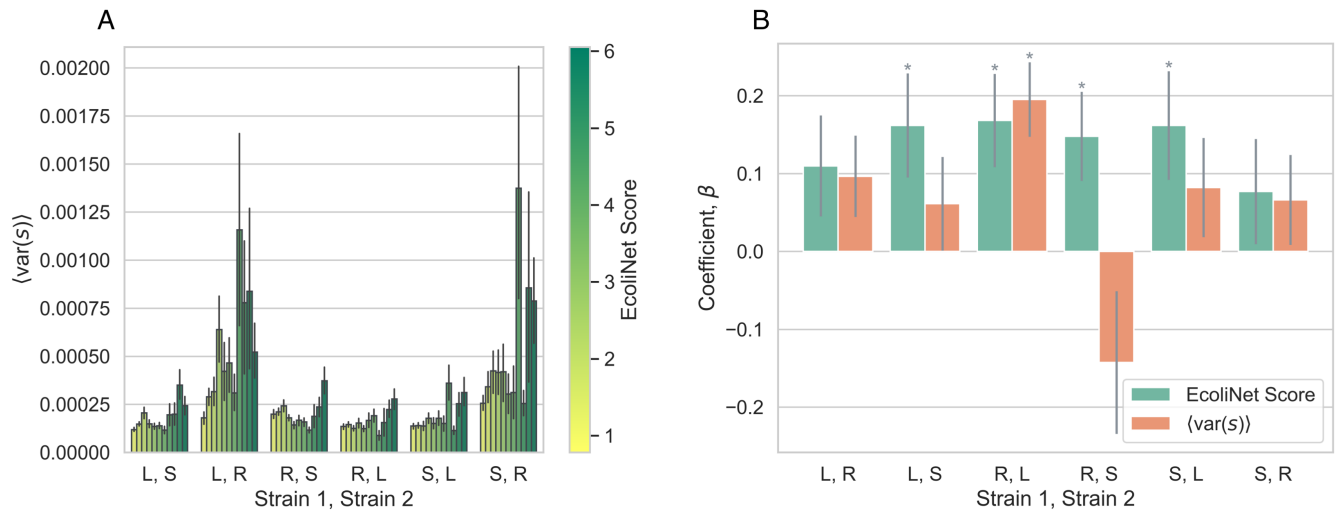 A
0.00200
0.00175
0.00150
0.00125
0.00100
0.00075
0.00050
0.00025
0.00000
⟨var(s)⟩
L, S
L, R
R, S
R, L
S, L
S, R
Strain 1, Strain 2
6
5
4
3
2
1
EcoliNet Score
B
0.2
0.1
0.0
−0.1
−0.2
Coefficient, β
*
*
*
*
*
EcoliNet Score
⟨var(s)⟩
L, R
L, S
R, L
R, S
S, L
S, R
Strain 1, Strain 2